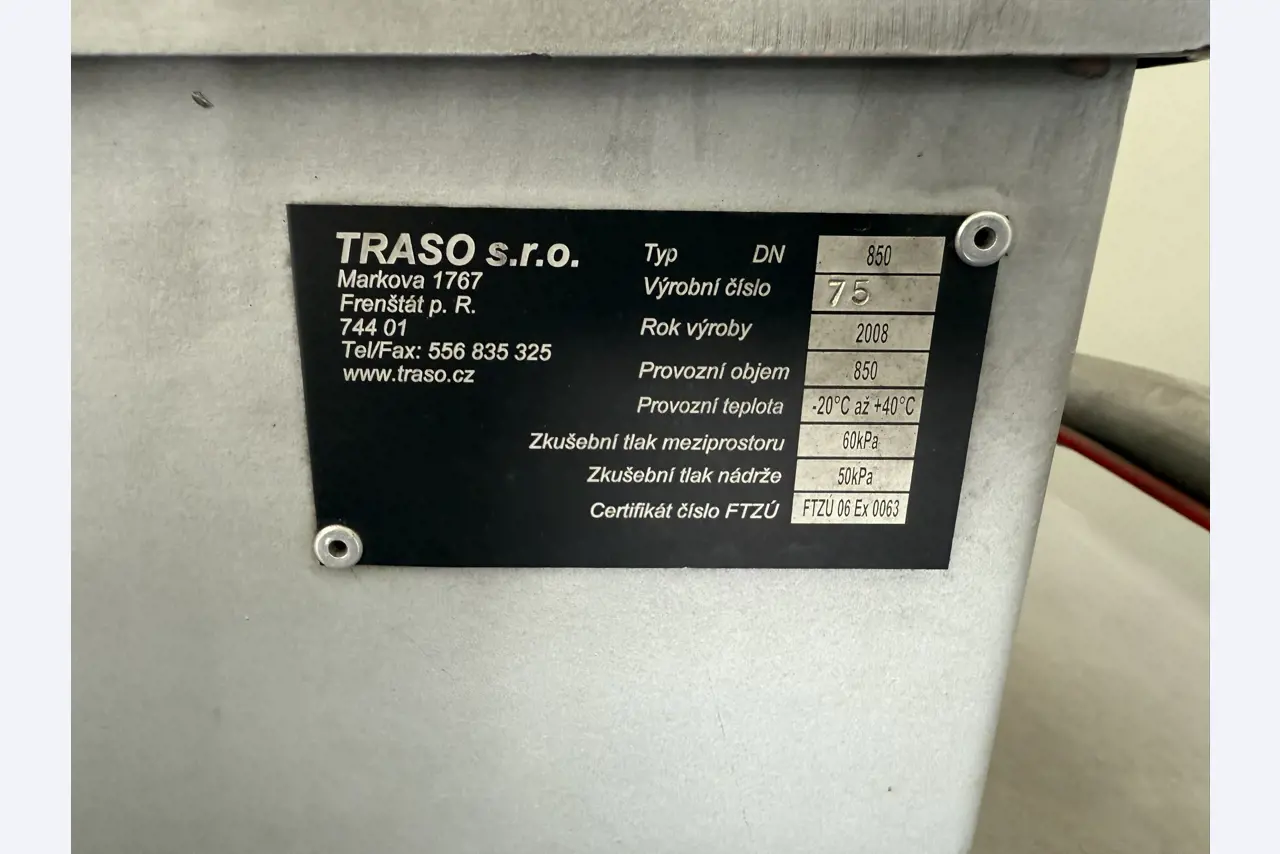 TRASO s.r.o.
Markova 1767
Frenštát p. R.
744 01
Tel/Fax: 556 835 325
www.traso.cz
Typ DN 850
Výrobní číslo 75
Rok výroby 2008
Provozní objem 850
Provozní teplota -20°C až +40°C
Zkušební tlak meziprostoru 60kPa
Zkušební tlak nádrže 50kPa
Certifikát číslo FTZÚ FTZÚ 06 Ex 0063